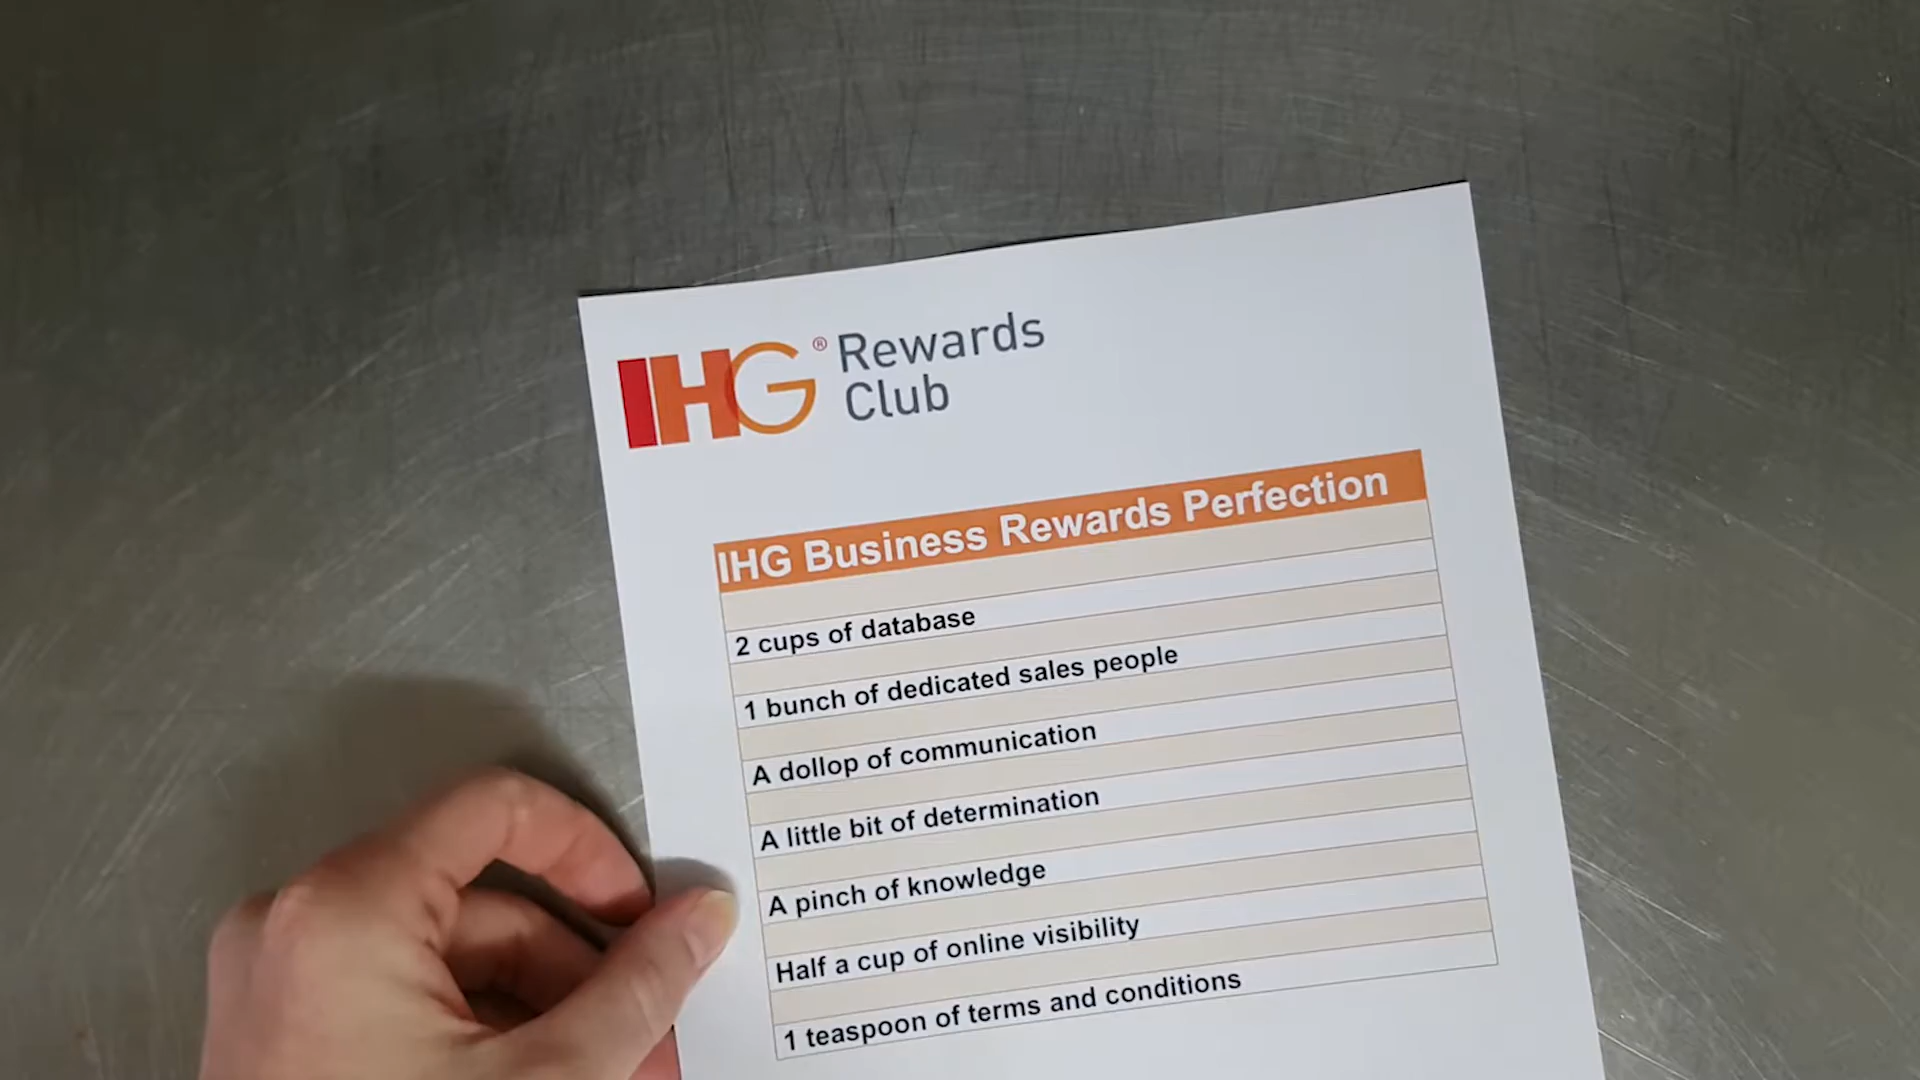 IHG® Rewards
Club
IHG Business Rewards Perfection
2 cups of database
1 bunch of dedicated sales people
A dollop of communication
A little bit of determination
A pinch of knowledge
Half a cup of online visibility
1 teaspoon of terms and conditions